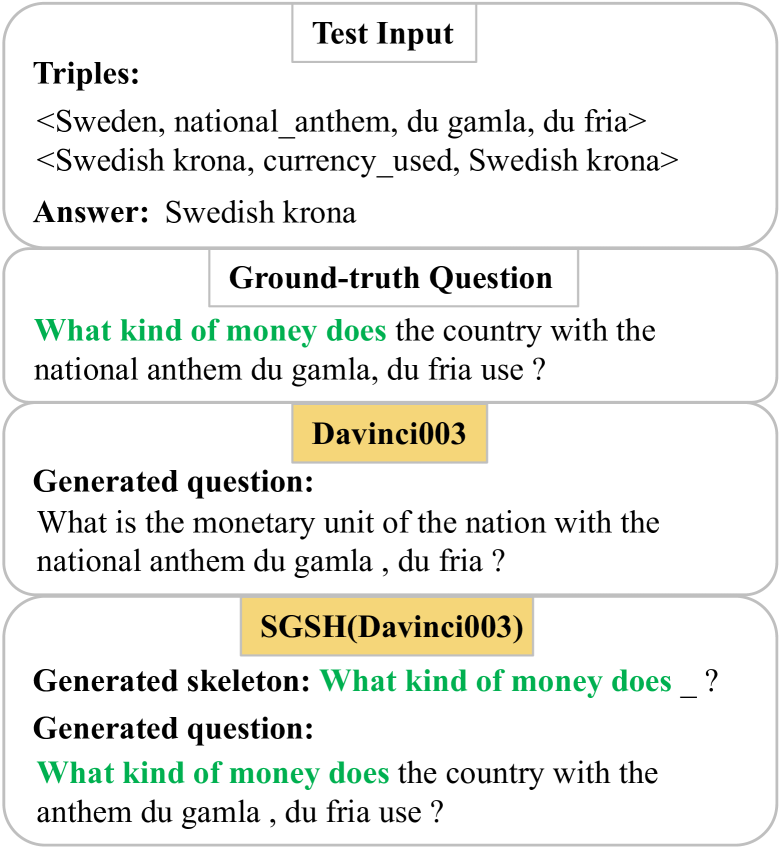 Test Input
Triples:
<Sweden, national_anthem, du gamla, du fria>
<Swedish krona, currency_used, Swedish krona>
Answer: Swedish krona
Ground-truth Question
What kind of money does the country with the
national anthem du gamla, du fria use ?
Davinci003
Generated question:
What is the monetary unit of the nation with the
national anthem du gamla , du fria ?
SGSH(Davinci003)
Generated skeleton: What kind of money does _ ?
Generated question:
What kind of money does the country with the
anthem du gamla , du fria use ?